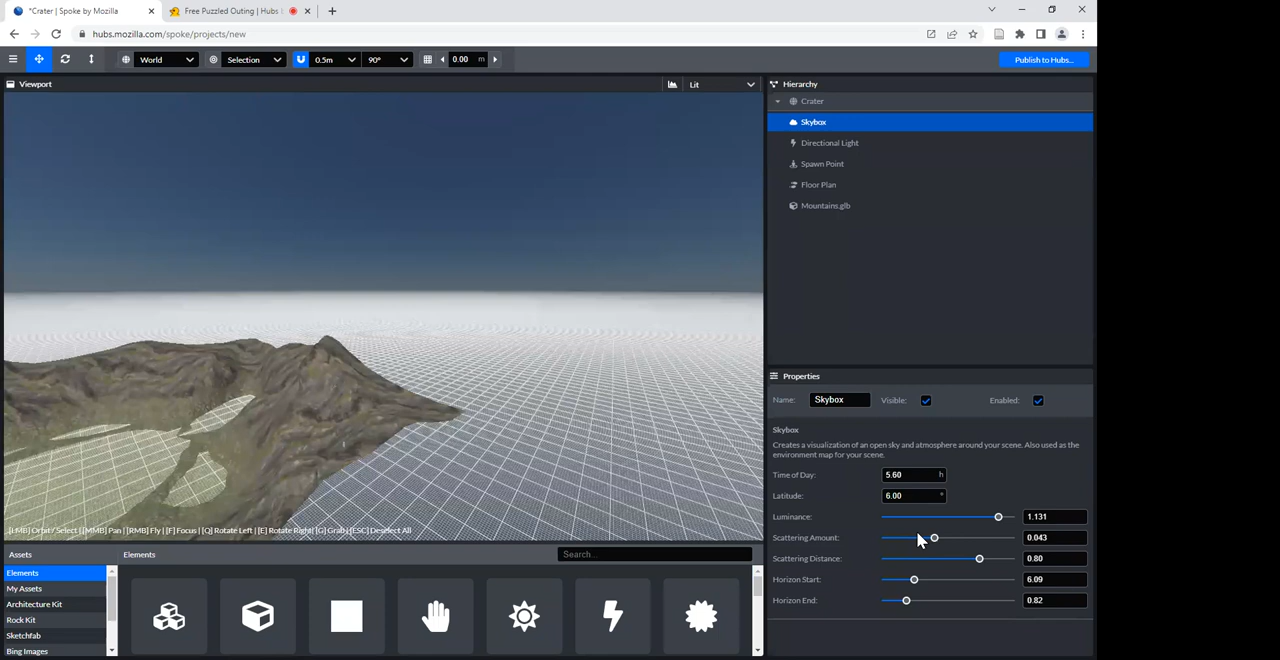 *Crater | Spoke by Mozilla
Free Puzzled Outing | Hubs
hubs.mozilla.com/spoke/projects/new
World
Selection
0.5m
90°
0.00 m
Publish to Hubs...
Viewport
Lit
Hierarchy
Crater
Skybox
Directional Light
Spawn Point
Floor Plan
Mountains.glb
[LMB] Orbit / Select | [MMB] Pan | [RMB] Fly | [F] Focus | [Q] Rotate Left | [E] Rotate Right | [G] Grab | [ESC] Deselect All
Properties
Name: Skybox Visible: Enabled:
Skybox
Creates a visualization of an open sky and atmosphere around your scene. Also used as the
environment map for your scene.
Time of Day: 5.60 h
Latitude: 6.00 °
Luminance: 1.131
Scattering Amount: 0.043
Scattering Distance: 0.80
Horizon Start: 6.09
Horizon End: 0.82
Assets
Elements
Search...
Elements
My Assets
Architecture Kit
Rock Kit
Sketchfab
Bing Images